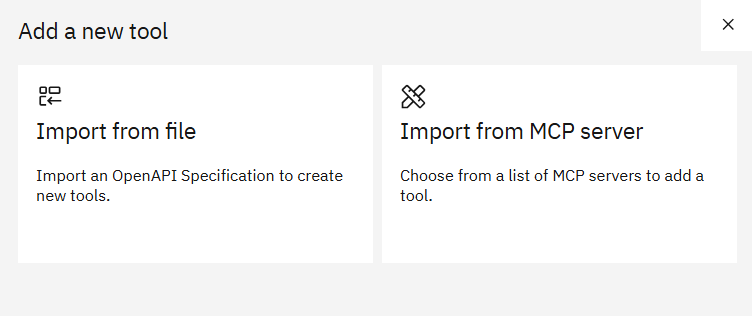 Add a new tool
Import from file
Import an OpenAPI Specification to create
new tools.
Import from MCP server
Choose from a list of MCP servers to add a
tool.